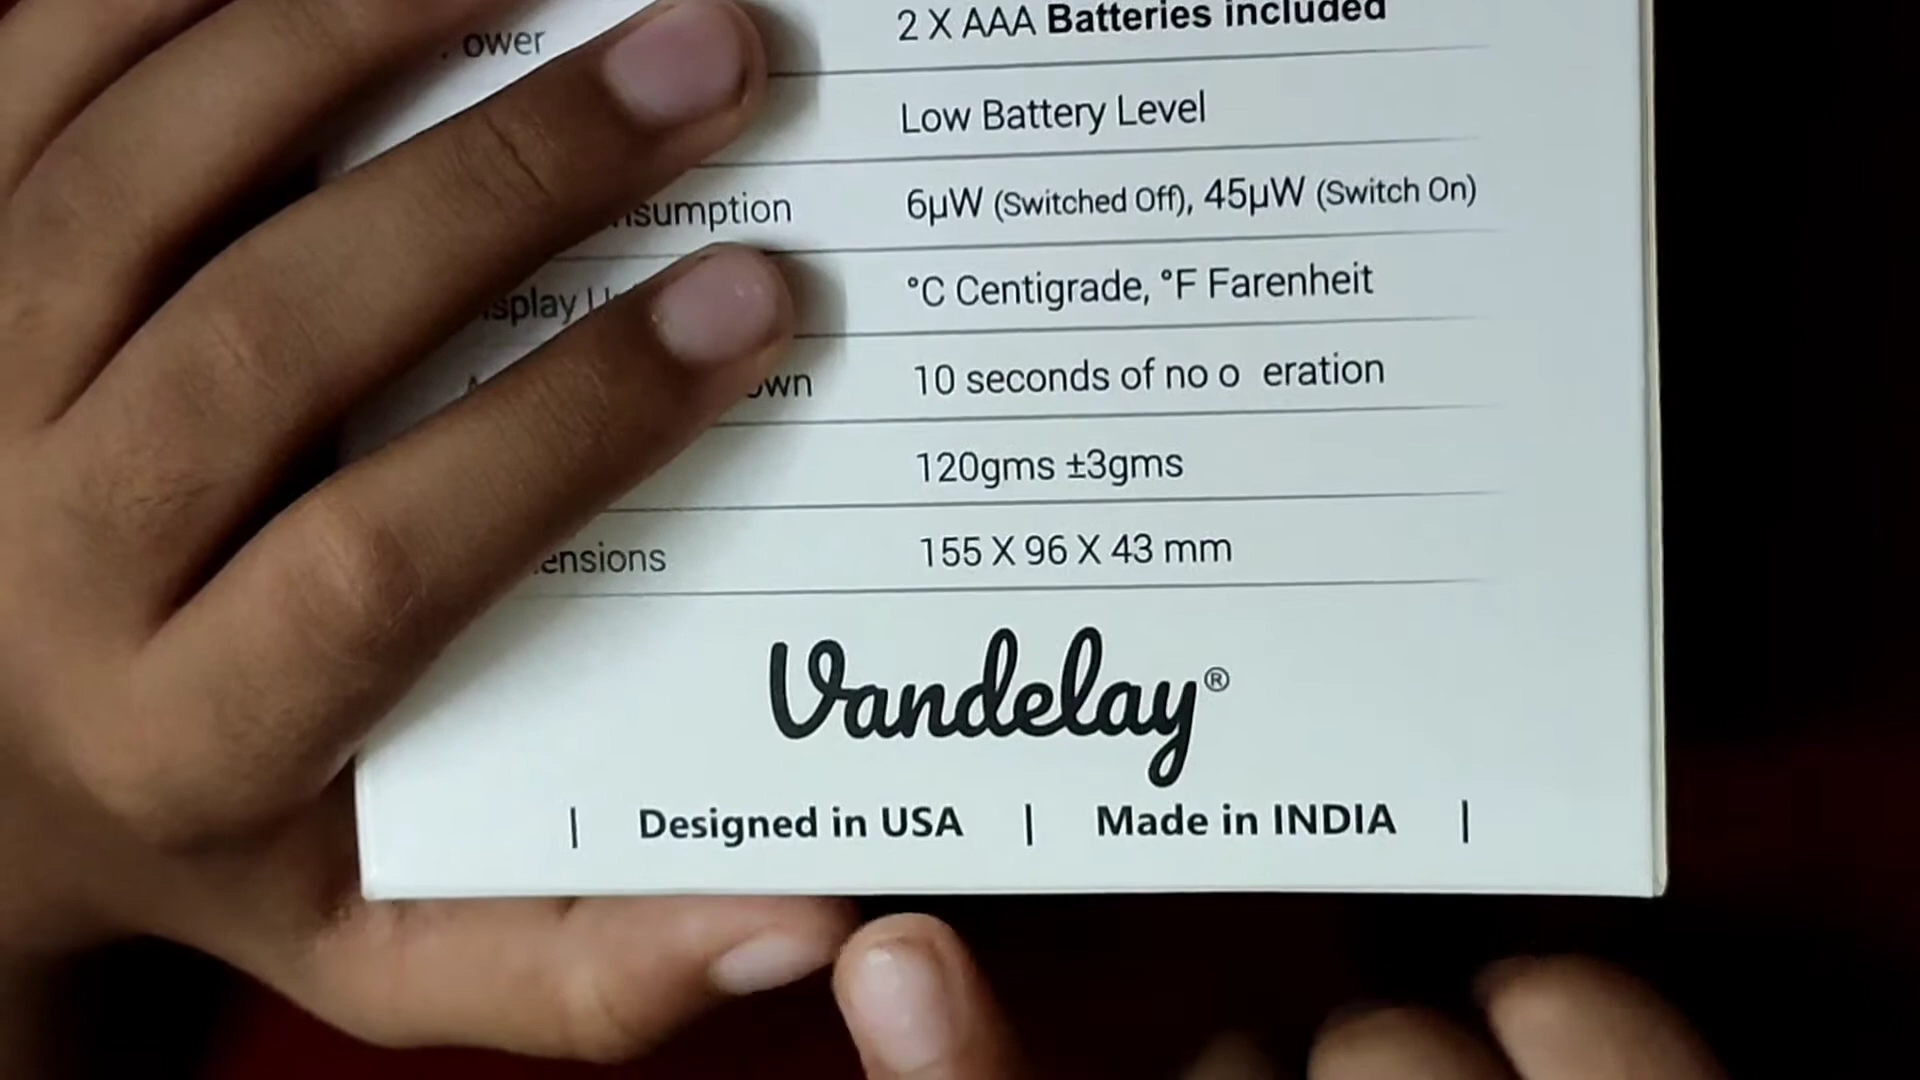 ower 2 X AAA Batteries included
Low Battery Level
nsumption 6µW (Switched Off), 45µW (Switch On)
splay °C Centigrade, °F Farenheit
own 10 seconds of no o eration
120gms ±3gms
ensions 155 X 96 X 43 mm
Vandelay®
| Designed in USA | Made in INDIA |